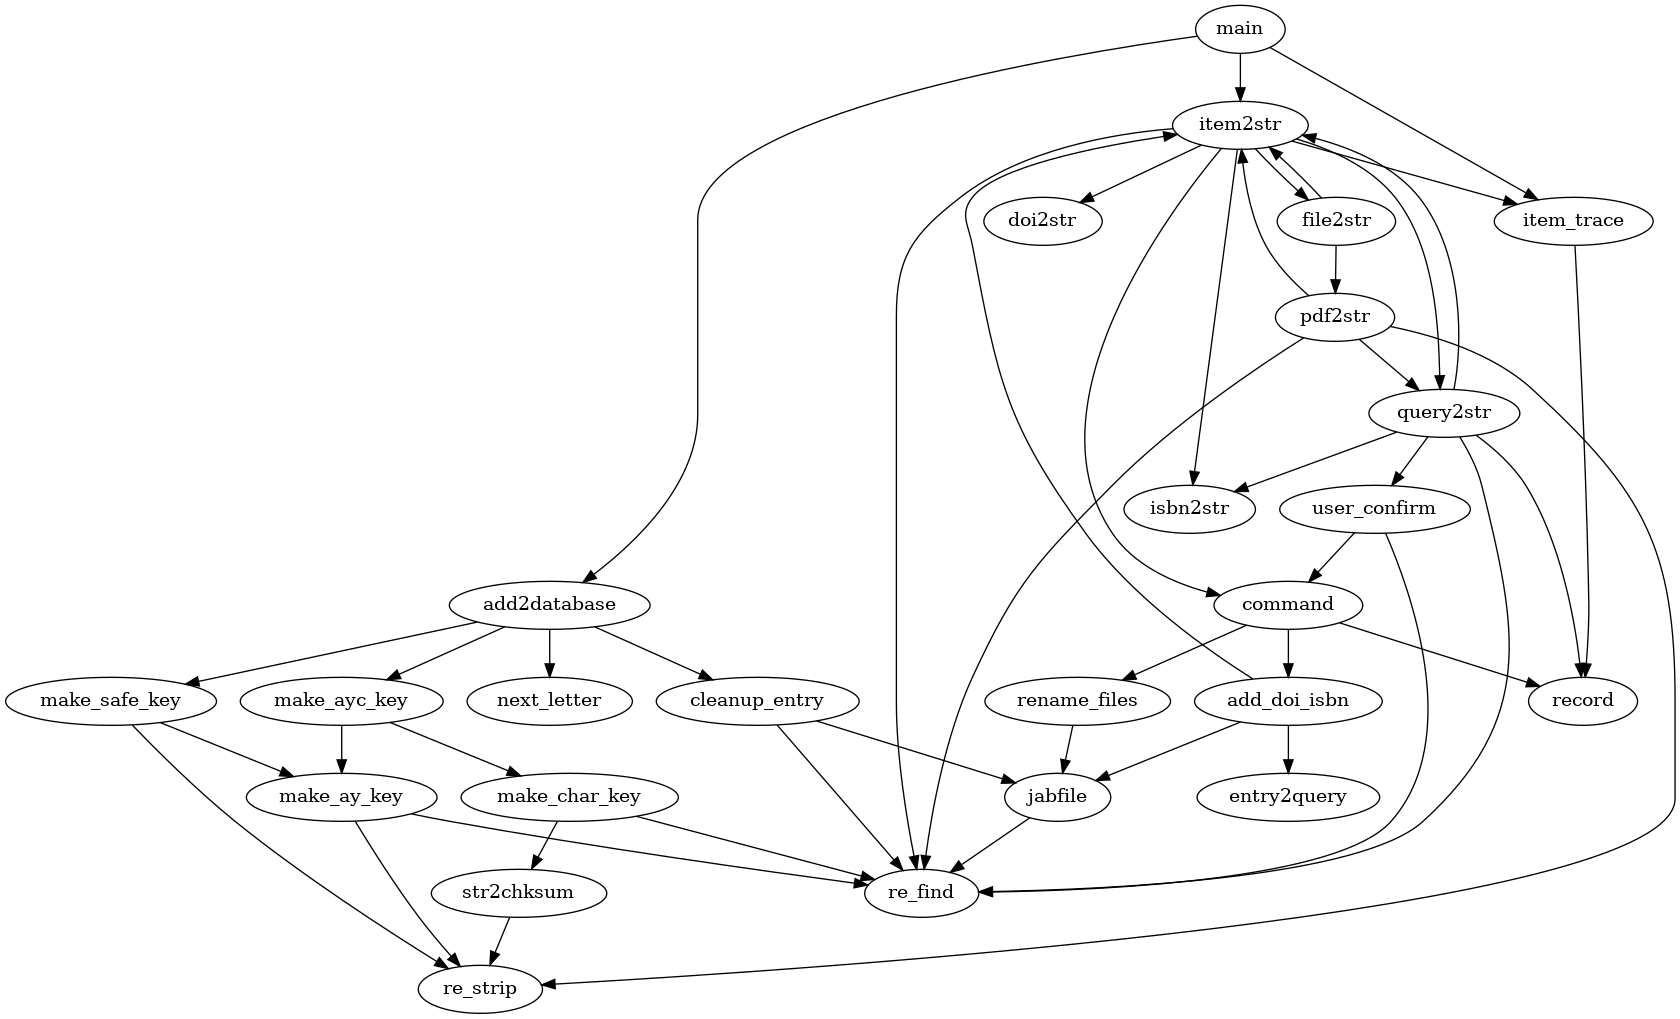 main
item2str
doi2str
file2str
item_trace
pdf2str
query2str
isbn2str
user_confirm
add2database
command
make_safe_key
make_ayc_key
next_letter
cleanup_entry
rename_files
add_doi_isbn
record
make_ay_key
make_char_key
jabfile
entry2query
str2chksum
re_find
re_strip